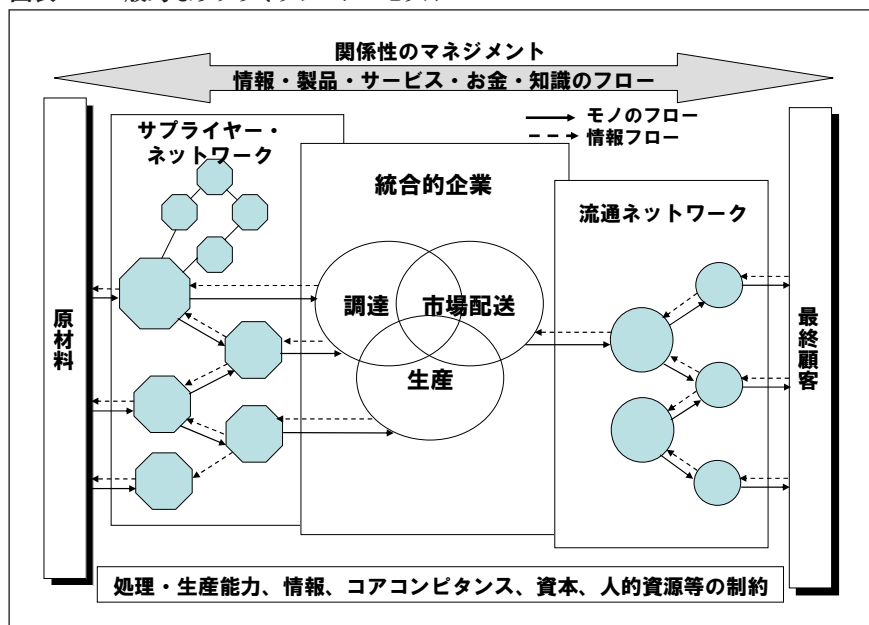 関係性のマネジメント
情報・製品・サービス・お金・知識のフロー
モノのフロー
情報フロー
サプライヤー・
ネットワーク
統合的企業
流通ネットワーク
原材料
調達
市場配送
生産
最終顧客
処理・生産能力、情報、コアコンピタンス、資本、人的資源等の制約